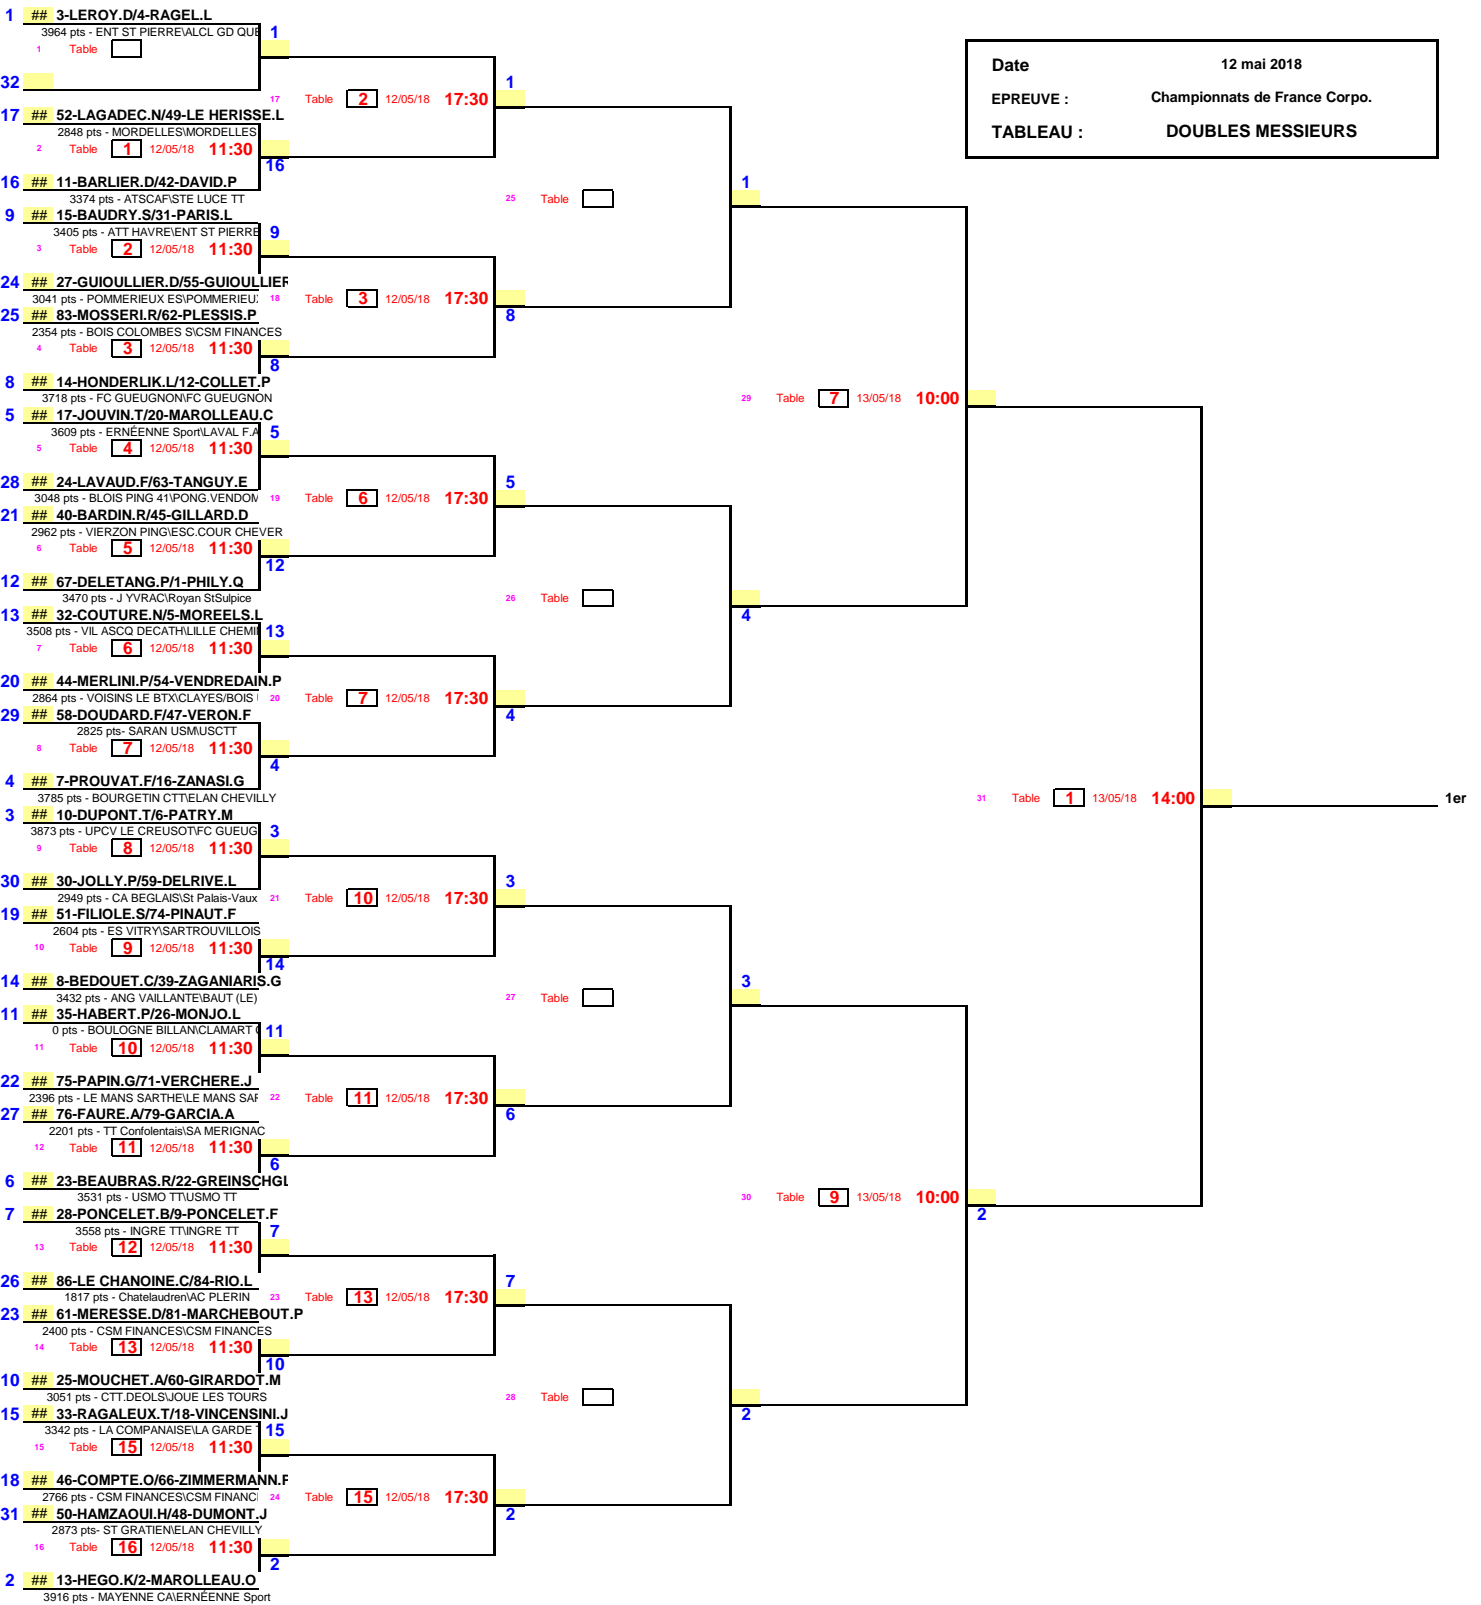 1 ## 3-LEROY.D/4-RAGEL.L
3964 pts - ENT ST PIERRE\ALCL GD QUE
1
1 Table
32
1
17 Table 2 12/05/18 17:30
17 ## 52-LAGADEC.N/49-LE HERISSE.L
2848 pts - MORDELLES\MORDELLES
2 Table 1 12/05/18 11:30
16
16 ## 11-BARLIER.D/42-DAVID.P
3374 pts - ATSCAF\STE LUCE TT
25 Table
1
9 ## 15-BAUDRY.S/31-PARIS.L
3405 pts - ATT HAVRE\ENT ST PIERRE
9
3 Table 2 12/05/18 11:30
24 ## 27-GUIOULLIER.D/55-GUIOULLIER
3041 pts - POMMERIEUX ES\POMMERIEU
18 Table 3 12/05/18 17:30
8
25 ## 83-MOSSERI.R/62-PLESSIS.P
2354 pts - BOIS COLOMBES S\CSM FINANCES
4 Table 3 12/05/18 11:30
8
8 ## 14-HONDERLIK.L/12-COLLET.P
3718 pts - FC GUEUGNON\FC GUEUGNON
29 Table 7 13/05/18 10:00
5 ## 17-JOUVIN.T/20-MAROLLEAU.C
3609 pts - ERNÉENNE Sport\LAVAL F.A
5
5 Table 4 12/05/18 11:30
28 ## 24-LAVAUD.F/63-TANGUY.E
3048 pts - BLOIS PING 41\PONG.VENDOM
5
19 Table 6 12/05/18 17:30
21 ## 40-BARDIN.R/45-GILLARD.D
2962 pts - VIERZON PING\ESC.COUR CHEVER
6 Table 5 12/05/18 11:30
12
12 ## 67-DELETANG.P/1-PHILY.Q
3470 pts - J YVRAC\Royan StSulpice
26 Table
4
13 ## 32-COUTURE.N/5-MOREELS.L
3508 pts - VIL ASCQ DECATH\LILLE CHEMI
13
7 Table 6 12/05/18 11:30
20 ## 44-MERLINI.P/54-VENDREDAIN.P
2864 pts - VOISINS LE BTX\CLAYES/BOIS
20 Table 7 12/05/18 17:30
4
29 ## 58-DOUDARD.F/47-VERON.F
2825 pts- SARAN USM\USCTT
8 Table 7 12/05/18 11:30
4
4 ## 7-PROUVAT.F/16-ZANASI.G
3785 pts - BOURGETIN CTT\ELAN CHEVILLY
31 Table 1 13/05/18 14:00
1er
3 ## 10-DUPONT.T/6-PATRY.M
3873 pts - UPCV LE CREUSOT\FC GUEUG
3
9 Table 8 12/05/18 11:30
30 ## 30-JOLLY.P/59-DELRIVE.L
2949 pts - CA BEGLAIS\St Palais-Vaux
3
21 Table 10 12/05/18 17:30
19 ## 51-FILIOLE.S/74-PINAUT.F
2604 pts - ES VITRY\SARTROUVILLOIS
10 Table 9 12/05/18 11:30
14
14 ## 8-BEDOUET.C/39-ZAGANIARIS.G
3432 pts - ANG VAILLANTE\BAUT (LE)
27 Table
3
11 ## 35-HABERT.P/26-MONJO.L
0 pts - BOULOGNE BILLAN\CLAMART
11
11 Table 10 12/05/18 11:30
22 ## 75-PAPIN.G/71-VERCHERE.J
2396 pts - LE MANS SARTHE\LE MANS SAR
22 Table 11 12/05/18 17:30
6
27 ## 76-FAURE.A/79-GARCIA.A
2201 pts - TT Confolentais\SA MERIGNAC
12 Table 11 12/05/18 11:30
6
6 ## 23-BEAUBRAS.R/22-GREINSCHGL
3531 pts - USMO TT\USMO TT
30 Table 9 13/05/18 10:00
2
7 ## 28-PONCELET.B/9-PONCELET.F
3558 pts - INGRE TT\INGRE TT
7
13 Table 12 12/05/18 11:30
26 ## 86-LE CHANOINE.C/84-RIO.L
1817 pts - Chatelaudren\AC PLERIN
7
23 Table 13 12/05/18 17:30
23 ## 61-MERESSE.D/81-MARCHEBOUT.P
2400 pts - CSM FINANCES\CSM FINANCES
14 Table 13 12/05/18 11:30
10
10 ## 25-MOUCHET.A/60-GIRARDOT.M
3051 pts - CTT.DEOLS\JOUE LES TOURS
28 Table
2
15 ## 33-RAGALEUX.T/18-VINCENSINI.J
3342 pts - LA COMPANAISE\LA GARDE
15
15 Table 15 12/05/18 11:30
18 ## 46-COMPTE.O/66-ZIMMERMANN.F
2766 pts - CSM FINANCES\CSM FINANC
24 Table 15 12/05/18 17:30
2
31 ## 50-HAMZAOUI.H/48-DUMONT.J
2873 pts- ST GRATIEN\ELAN CHEVILLY
16 Table 16 12/05/18 11:30
2
2 ## 13-HEGO.K/2-MAROLLEAU.O
3916 pts - MAYENNE CA\ERNÉENNE Sport
Date 12 mai 2018
EPREUVE : Championnats de France Corpo.
TABLEAU : DOUBLES MESSIEURS